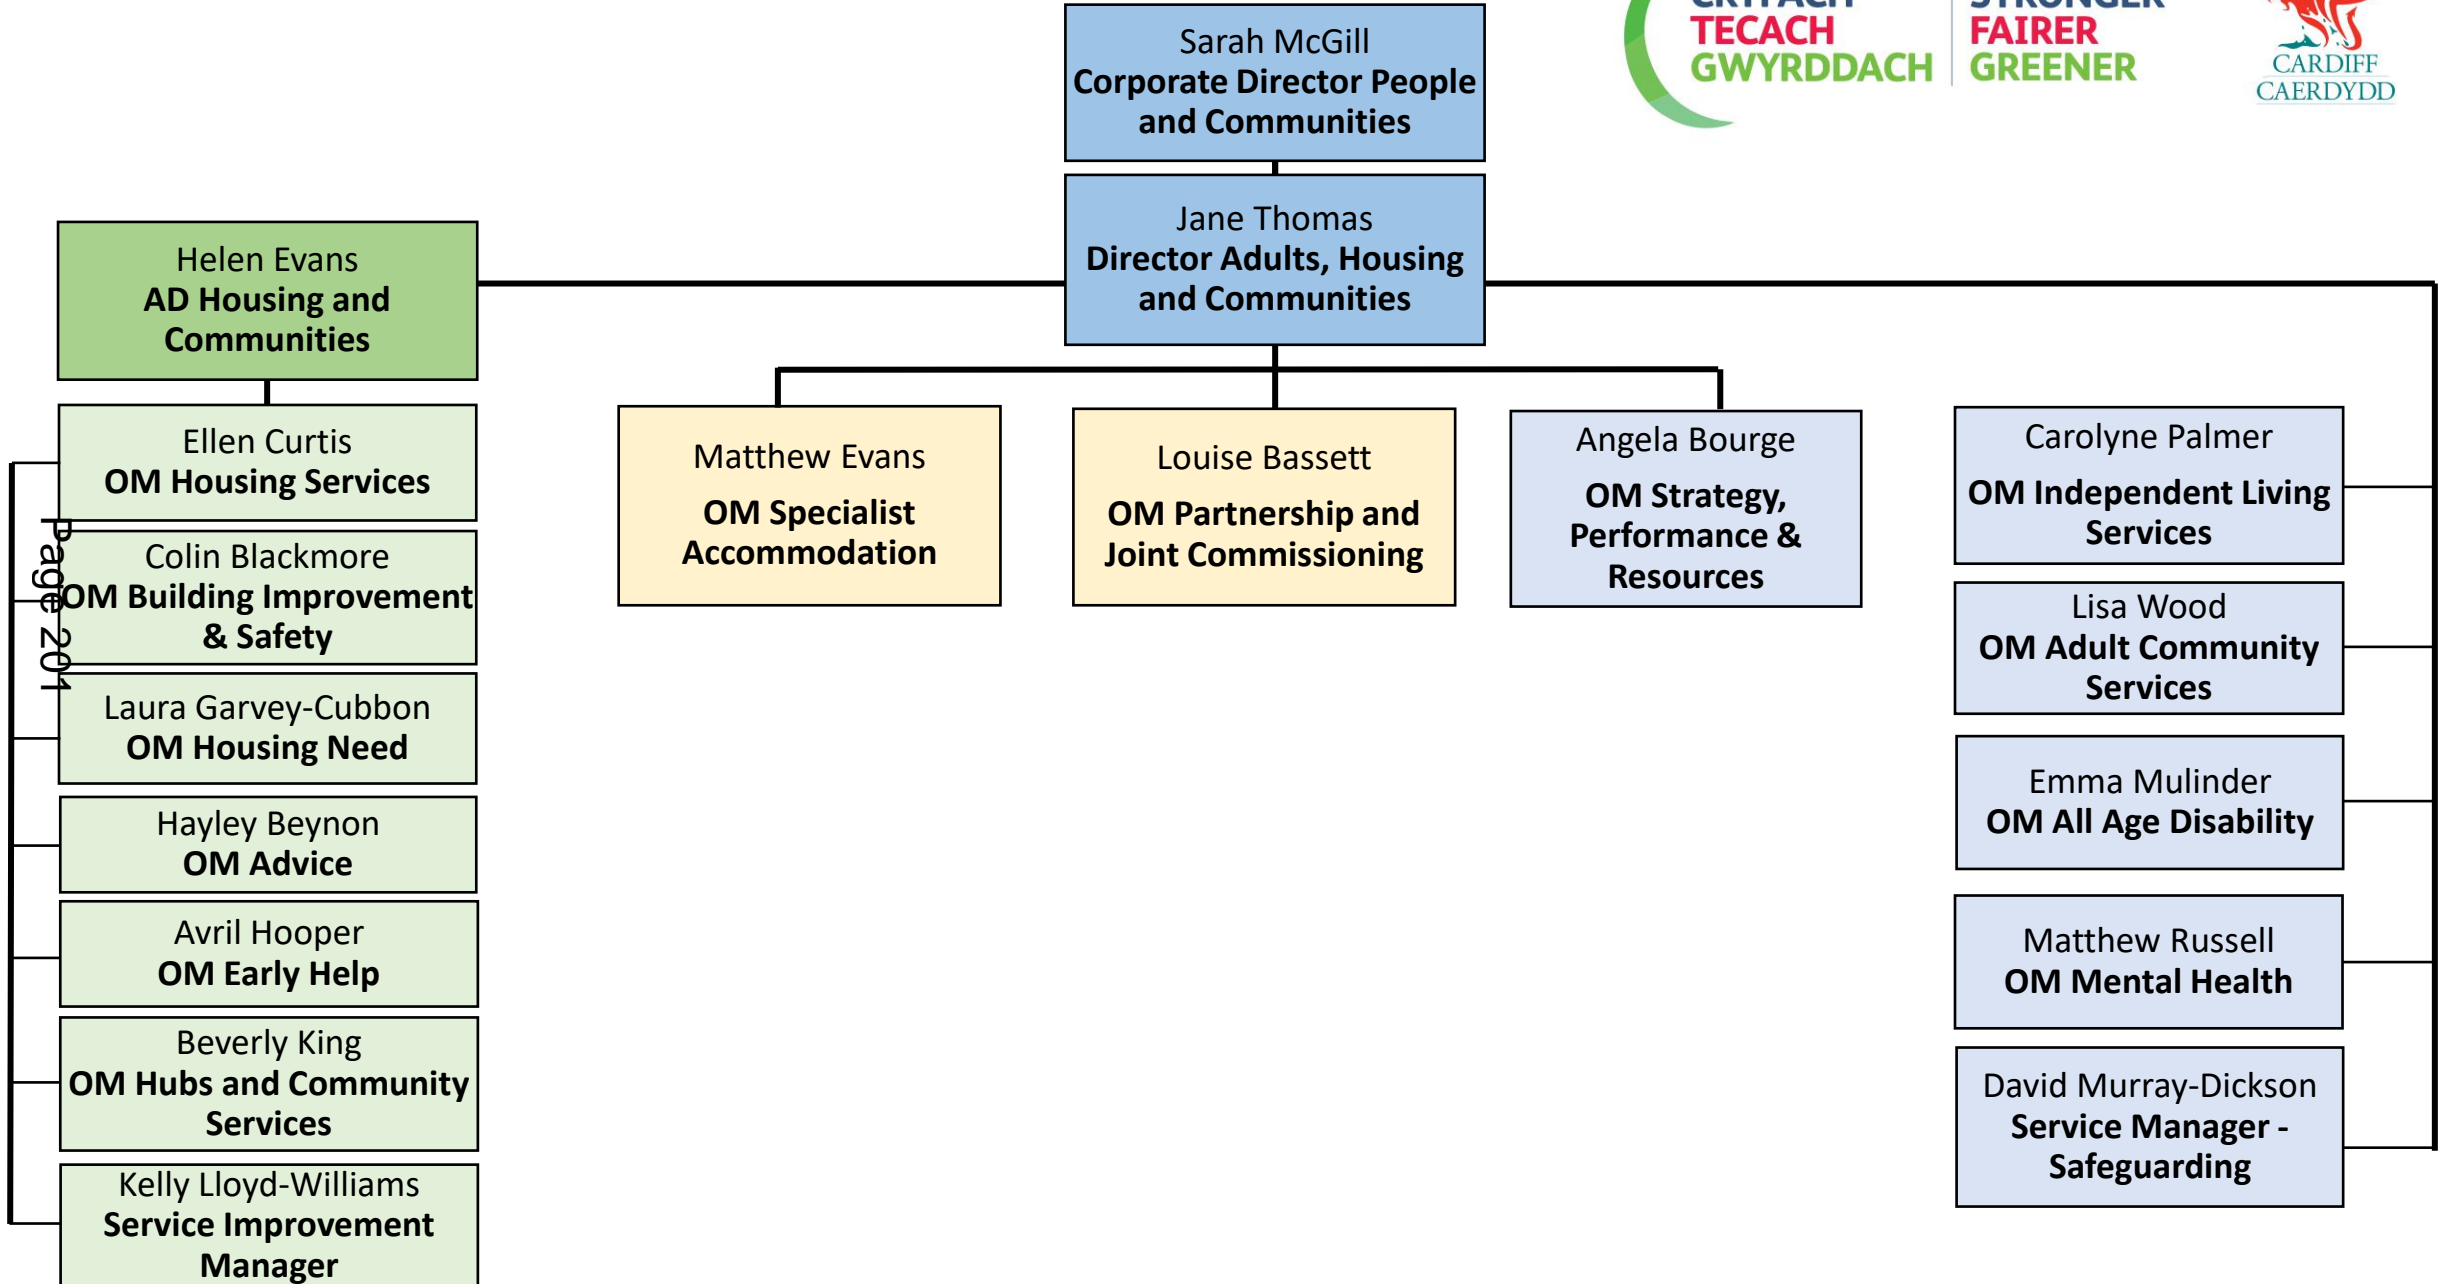 Sarah McGill
Corporate Director People
and Communities
TECACH
GWYRDDACH
STRONGER
FAIRER
GREENER
CARDIFF
CAERDYDD
Jane Thomas
Director Adults, Housing
and Communities
Helen Evans
AD Housing and
Communities
Ellen Curtis
OM Housing Services
Colin Blackmore
OM Building Improvement
& Safety
Laura Garvey-Cubbon
OM Housing Need
Hayley Beynon
OM Advice
Avril Hooper
OM Early Help
Beverly King
OM Hubs and Community
Services
Kelly Lloyd-Williams
Service Improvement
Manager
Page 201
Matthew Evans
OM Specialist
Accommodation
Louise Bassett
OM Partnership and
Joint Commissioning
Angela Bourge
OM Strategy,
Performance &
Resources
Carolyne Palmer
OM Independent Living
Services
Lisa Wood
OM Adult Community
Services
Emma Mulinder
OM All Age Disability
Matthew Russell
OM Mental Health
David Murray-Dickson
Service Manager -
Safeguarding